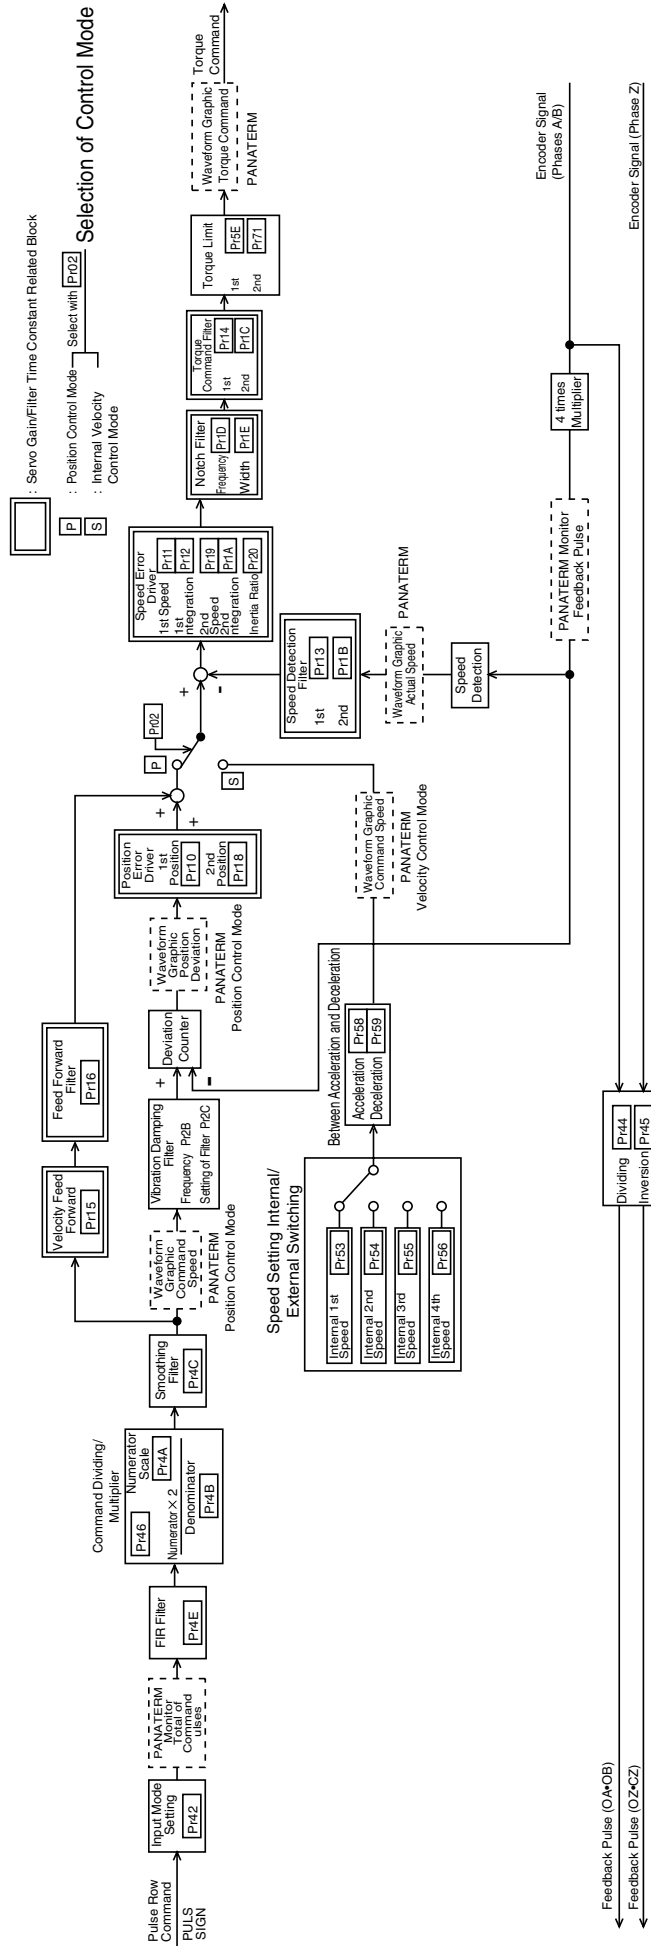 : Servo Gain/Filter Time Constant Related Block
P : Position Control Mode
S : Internal Velocity
Control Mode
Select with Pr02
Selection of Control Mode
Pulse Row
Command
PULS
SIGN
Input Mode
Setting
Pr42
PANATERM
Monitor
Total of
Command
ulses
FIR Filter
Pr4E
Command Dividing/
Multiplier
Pr46
Numerator
Scale
Pr4A
Numerator × 2
Denominator
Pr4B
Smoothing
Filter
Pr4C
Velocity Feed
Forward
Pr15
Feed Forward
Filter
Pr16
Waveform
Graphic
Command
Speed
PANATERM
Position Control Mode
Vibration Damping
Filter
Frequency Pr2B
Setting of Filter Pr2C
+
-
Deviation
Counter
Waveform
Graphic
Position
Deviation
PANATERM
Position Control Mode
Position
Error
Driver
1st
Position
Pr10
2nd
Position
Pr18
+
+
P
S
Pr02
+
-
Speed Error
Driver
1st Speed Pr11
1st
ntegration Pr12
2nd
Speed Pr19
2nd
ntegration Pr1A
Inertia Ratio Pr20
Notch Filter
Frequency Pr1D
Width Pr1E
Torque
Command Filter
1st Pr14
2nd Pr1C
Torque Limit
1st Pr5E
2nd Pr71
Waveform Graphic
Torque Command
PANATERM
Torque
Command
Speed Detection
Filter
1st Pr13
2nd Pr1B
Waveform Graphic
Actual Speed
PANATERM
Speed
Detection
Speed Setting Internal/
External Switching
Internal 1st
Speed
Pr53
Internal 2nd
Speed
Pr54
Internal 3rd
Speed
Pr55
Internal 4th
Speed
Pr56
Between Acceleration and Deceleration
Acceleration Pr58
Deceleration Pr59
Waveform Graphic
Command Speed
PANATERM
Velocity Control Mode
PANATERM Monitor
Feedback Pulse
4 times
Multiplier
Encoder Signal
(Phases A/B)
Encoder Signal (Phase Z)
Dividing Pr44
Inversion Pr45
Feedback Pulse (OA•OB)
Feedback Pulse (OZ•CZ)